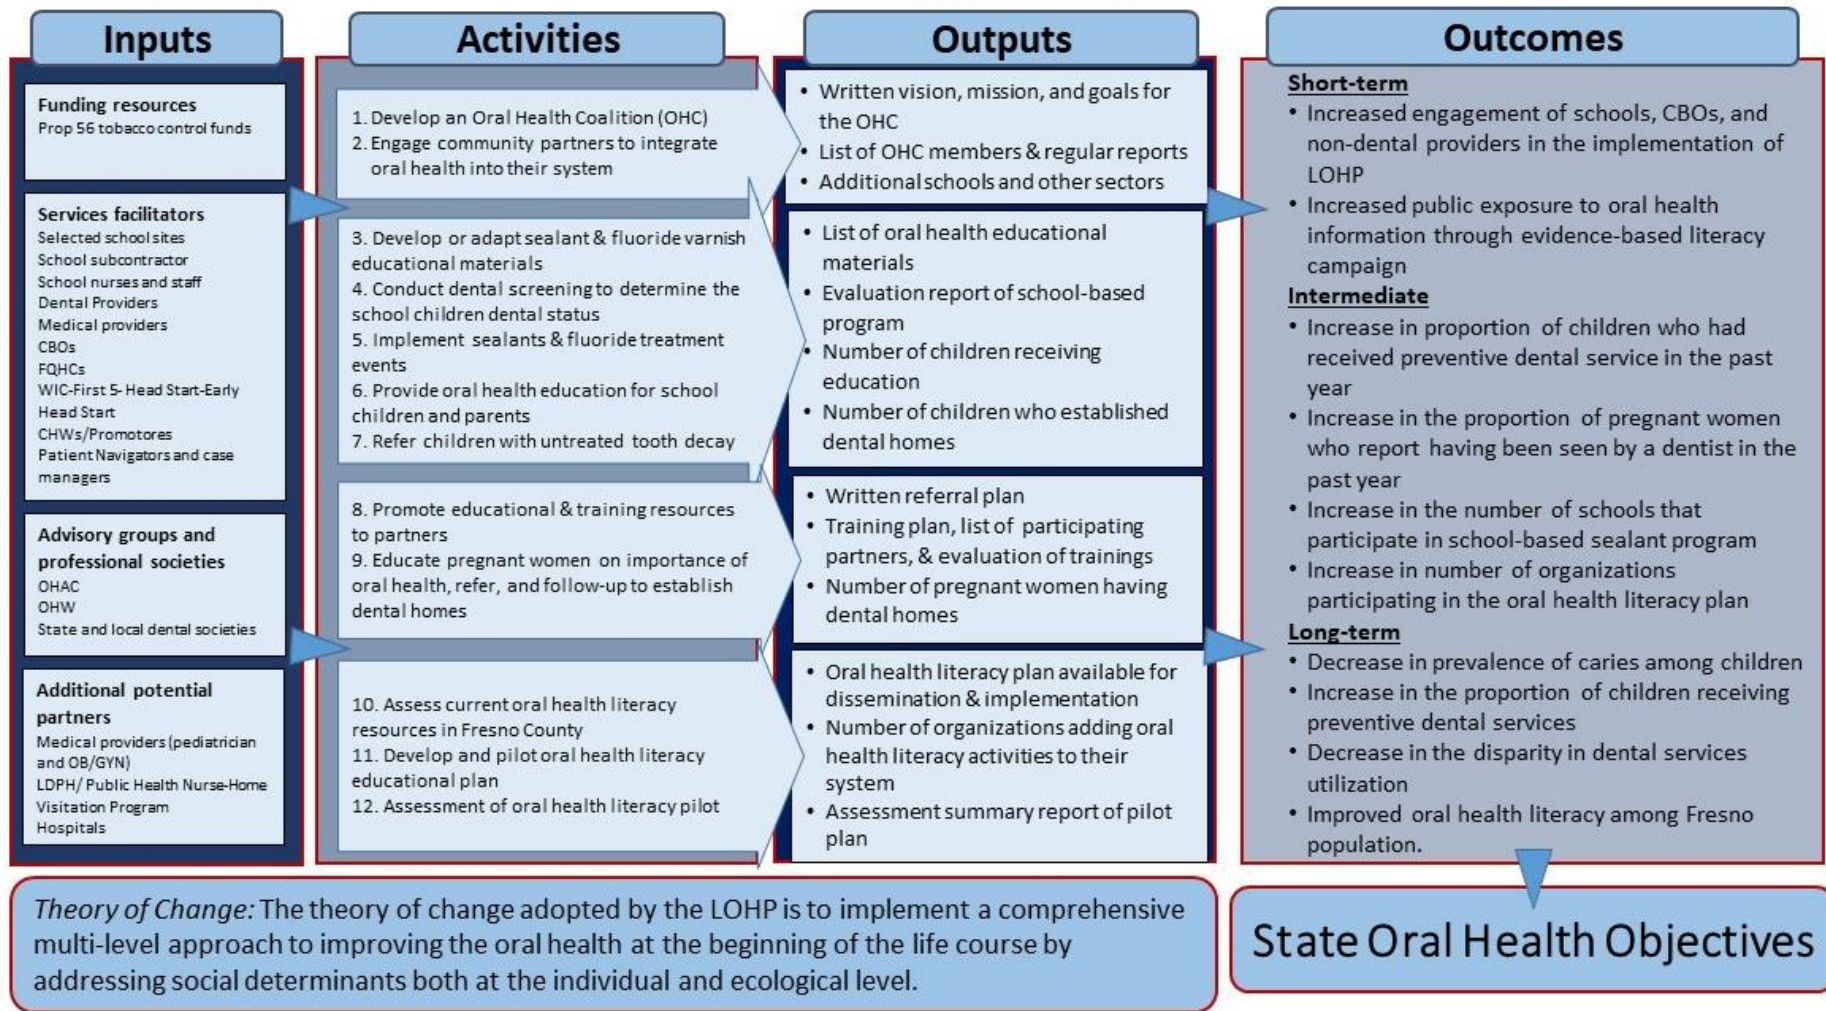 Inputs
Funding resources
Prop 56 tobacco control funds
Services facilitators
Selected school sites
School subcontractor
School nurses and staff
Dental Providers
Medical providers
CBOs
FQHCs
WIC-First 5- Head Start-Early
Head Start
CHWs/Promotores
Patient Navigators and case
managers
Advisory groups and
professional societies
OHAC
OHW
State and local dental societies
Additional potential
partners
Medical providers (pediatrician
and OB/GYN)
LDPH/ Public Health Nurse-Home
Visitation Program
Hospitals
Activities
1. Develop an Oral Health Coalition (OHC)
2. Engage community partners to integrate
oral health into their system
3. Develop or adapt sealant & fluoride varnish
educational materials
4. Conduct dental screening to determine the
school children dental status
5. Implement sealants & fluoride treatment
events
6. Provide oral health education for school
children and parents
7. Refer children with untreated tooth decay
8. Promote educational & training resources
to partners
9. Educate pregnant women on importance of
oral health, refer, and follow-up to establish
dental homes
10. Assess current oral health literacy
resources in Fresno County
11. Develop and pilot oral health literacy
educational plan
12. Assessment of oral health literacy pilot
Outputs
• Written vision, mission, and goals for
the OHC
• List of OHC members & regular reports
• Additional schools and other sectors
• List of oral health educational
materials
• Evaluation report of school-based
program
• Number of children receiving
education
• Number of children who established
dental homes
• Written referral plan
• Training plan, list of participating
partners, & evaluation of trainings
• Number of pregnant women having
dental homes
• Oral health literacy plan available for
dissemination & implementation
• Number of organizations adding oral
health literacy activities to their
system
• Assessment summary report of pilot
plan
Outcomes
Short-term
• Increased engagement of schools, CBOs, and
non-dental providers in the implementation of
LOHP
• Increased public exposure to oral health
information through evidence-based literacy
campaign
Intermediate
• Increase in proportion of children who had
received preventive dental service in the past
year
• Increase in the proportion of pregnant women
who report having been seen by a dentist in the
past year
• Increase in the number of schools that
participate in school-based sealant program
• Increase in number of organizations
participating in the oral health literacy plan
Long-term
• Decrease in prevalence of caries among children
• Increase in the proportion of children receiving
preventive dental services
• Decrease in the disparity in dental services
utilization
• Improved oral health literacy among Fresno
population.
Theory of Change: The theory of change adopted by the LOHP is to implement a comprehensive
multi-level approach to improving the oral health at the beginning of the life course by
addressing social determinants both at the individual and ecological level.
State Oral Health Objectives